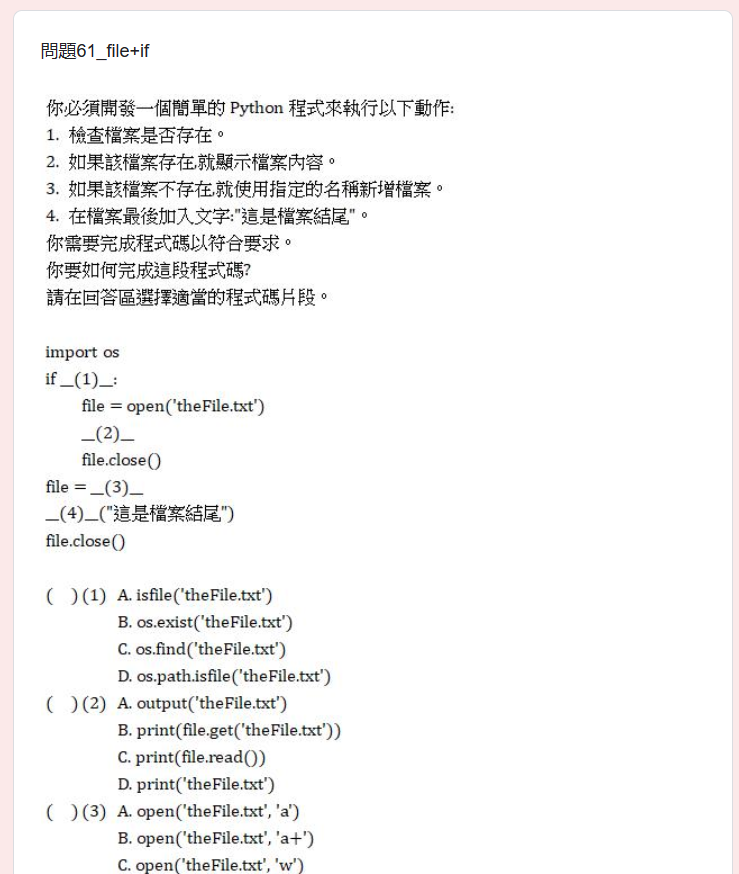 問題61_file+if
你必須開發一個簡單的 Python 程式來執行以下動作:
1. 檢查檔案是否存在。
2. 如果該檔案存在,就顯示檔案內容。
3. 如果該檔案不存在,就使用指定的名稱新增檔案。
4. 在檔案最後加入文字:"這是檔案結尾"。
你需要完成程式碼以符合要求。
你要如何完成這段程式碼?
請在回答區選擇適當的程式碼片段。
import os
if _(1)_:
file = open('theFile.txt')
_(2)_
file.close()
file = _(3)_
_(4)_("這是檔案結尾")
file.close()
( ) (1) A. isfile('theFile.txt')
B. os.exist('theFile.txt')
C. os.find('theFile.txt')
D. os.path.isfile('theFile.txt')
( ) (2) A. output('theFile.txt')
B. print(file.get('theFile.txt'))
C. print(file.read())
D. print('theFile.txt')
( ) (3) A. open('theFile.txt', 'a')
B. open('theFile.txt', 'a+')
C. open('theFile.txt', 'w')